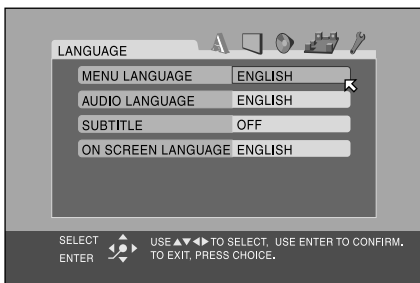 LANGUAGE
MENU LANGUAGE ENGLISH
AUDIO LANGUAGE ENGLISH
SUBTITLE OFF
ON SCREEN LANGUAGE ENGLISH
SELECT USE ▲▼◀▶ TO SELECT, USE ENTER TO CONFIRM.
ENTER TO EXIT, PRESS CHOICE.